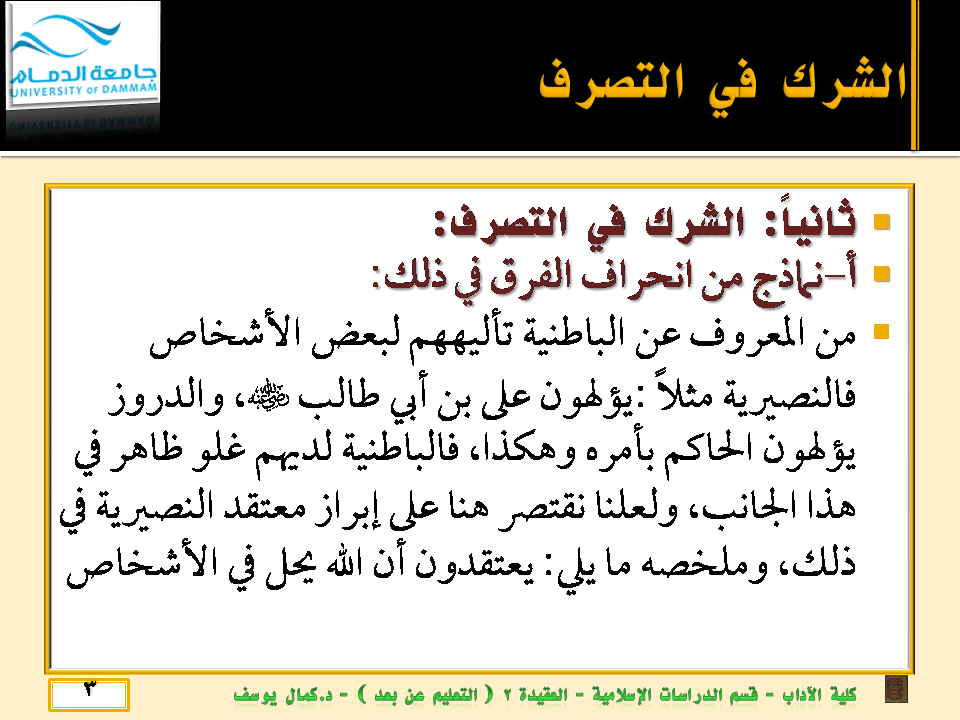 جامعة الدمام
UNIVERSITY OF DAMMAM
الشرك في التصرف
ثانياً: الشرك في التصرف:
أ-نماذج من انحراف الفرق في ذلك:
من المعروف عن الباطنية تأليههم لبعض الأشخاص
فالنصيرية مثلاً :يؤلهون على بن أبي طالب ﷺ، والدروز
يؤلهون الحاكم بأمره وهكذا، فالباطنية لديهم غلو ظاهر في
هذا الجانب، ولعلنا نقتصر هنا على إبراز معتقد النصيرية في
ذلك، وملخصه ما يلي: يعتقدون أن الله يحل في الأشخاص
كلية الآداب - قسم الدراسات الإسلامية - العقيدة ٢ ( التعليم عن بعد ) - د.كمال يوسف
٣